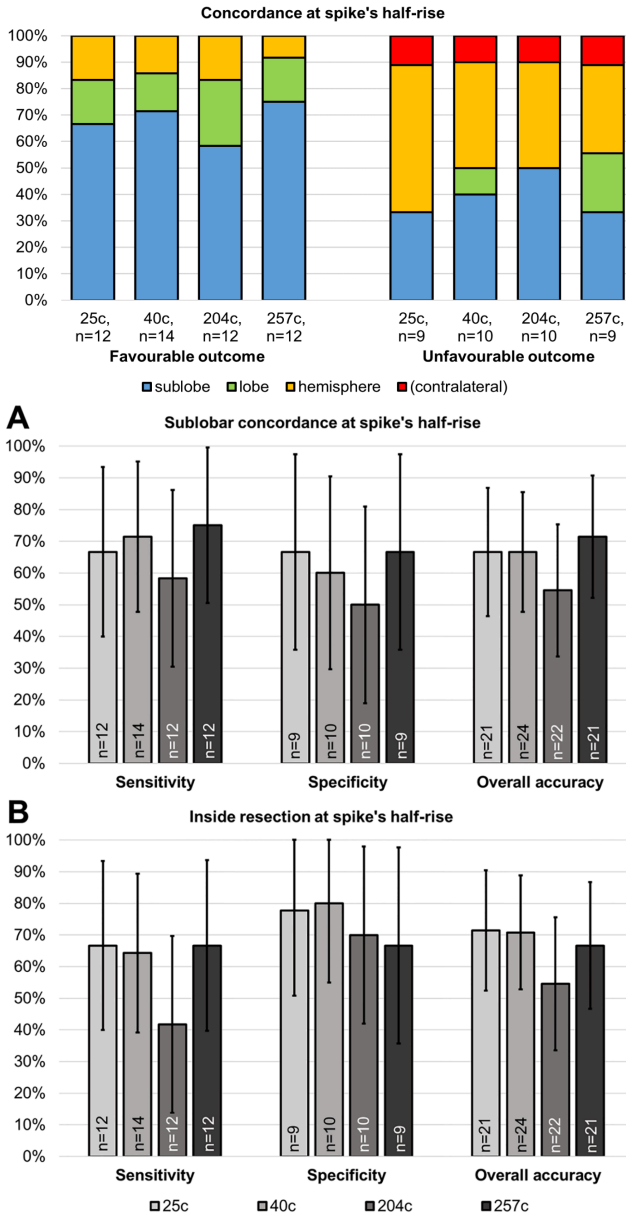 Concordance at spike's half-rise
100%
90%
80%
70%
60%
50%
40%
30%
20%
10%
0%
25c, 40c, 204c, 257c, 25c, 40c, 204c, 257c,
n=12 n=14 n=12 n=12 n=9 n=10 n=10 n=9
Favourable outcome Unfavourable outcome
sublobe lobe hemisphere (contralateral)
A
Sublobar concordance at spike's half-rise
100%
90%
80%
70%
60%
50%
40%
30%
20%
10%
0%
n=12 n=14 n=12 n=12 n=9 n=10 n=10 n=9 n=21 n=24 n=22 n=21
Sensitivity Specificity Overall accuracy
B
Inside resection at spike's half-rise
100%
90%
80%
70%
60%
50%
40%
30%
20%
10%
0%
n=12 n=14 n=12 n=12 n=9 n=10 n=10 n=9 n=21 n=24 n=22 n=21
Sensitivity Specificity Overall accuracy
25c 40c 204c 257c